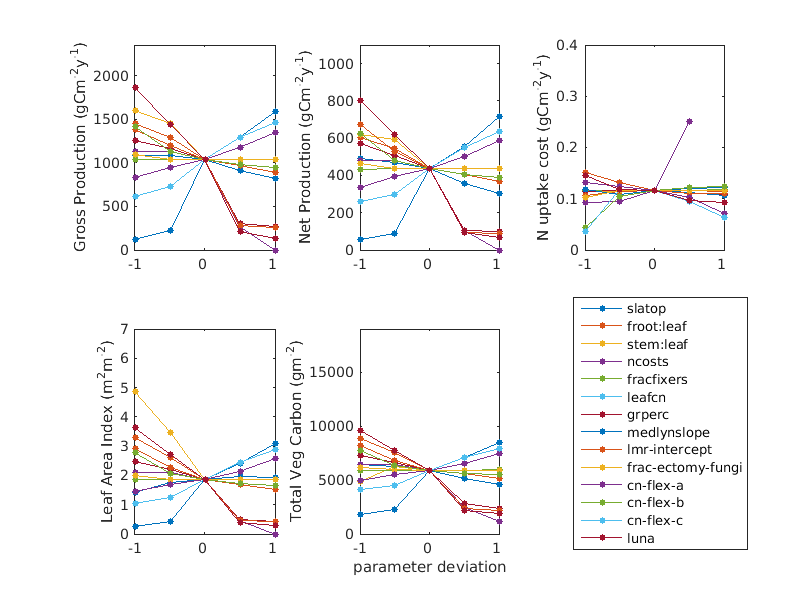 Gross Production (gCm-2y-1)
2000
1500
1000
500
0
-1 0 1
Net Production (gCm-2y-1)
1000
800
600
400
200
0
-1 0 1
N uptake cost (gCm-2y-1)
0.4
0.3
0.2
0.1
0
-1 0 1
Leaf Area Index (m2m-2)
7
6
5
4
3
2
1
0
-1 0 1
Total Veg Carbon (gm-2)
15000
10000
5000
0
-1 0 1
parameter deviation
slatop
froot:leaf
stem:leaf
ncosts
fracfixers
leafcn
grperc
medlynslope
lmr-intercept
frac-ectomy-fungi
cn-flex-a
cn-flex-b
cn-flex-c
luna